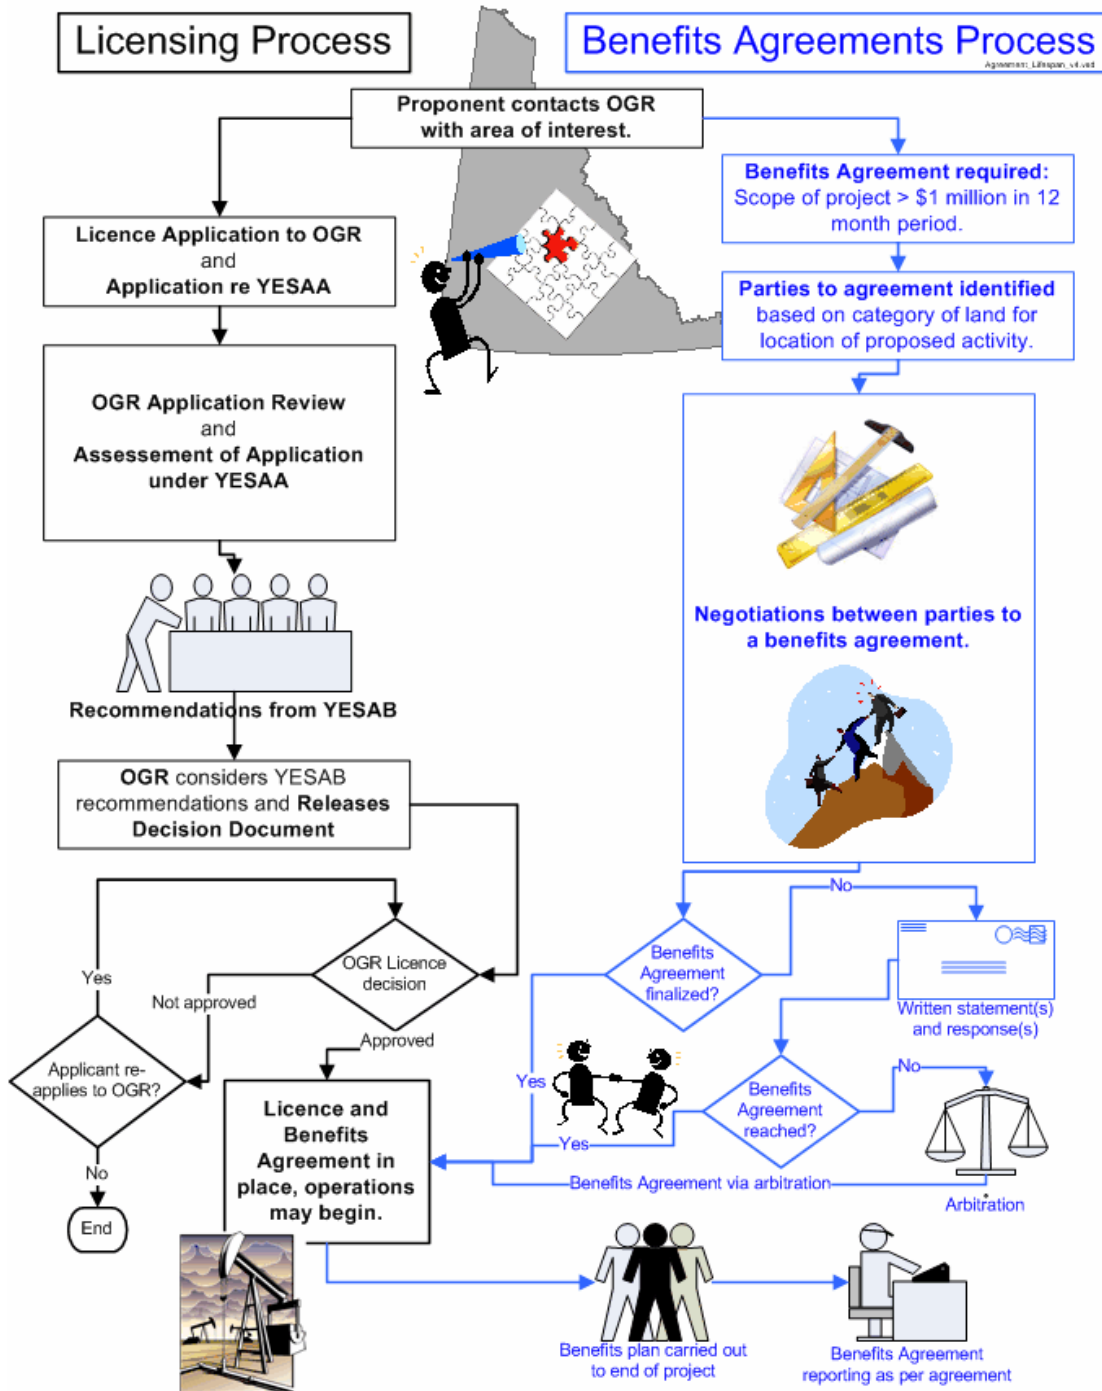 Licensing Process
Benefits Agreements Process
Agreement_Lifespan_v4.vsd
Proponent contacts OGR
with area of interest.
Benefits Agreement required:
Scope of project > $1 million in 12
month period.
Licence Application to OGR
and
Application re YESAA
Parties to agreement identified
based on category of land for
location of proposed activity.
OGR Application Review
and
Assessement of Application
under YESAA
Negotiations between parties to
a benefits agreement.
Recommendations from YESAB
OGR considers YESAB
recommendations and Releases
Decision Document
No
Yes
OGR Licence
decision
Benefits
Agreement
finalized?
Not approved
Written statement(s)
and response(s)
Approved
Applicant re-
applies to OGR?
Yes
No
Benefits
Agreement
reached?
Licence and
Benefits
Agreement in
place, operations
may begin.
Yes
No
Benefits Agreement via arbitration
Arbitration
End
Benefits plan carried out
to end of project
Benefits Agreement
reporting as per agreement